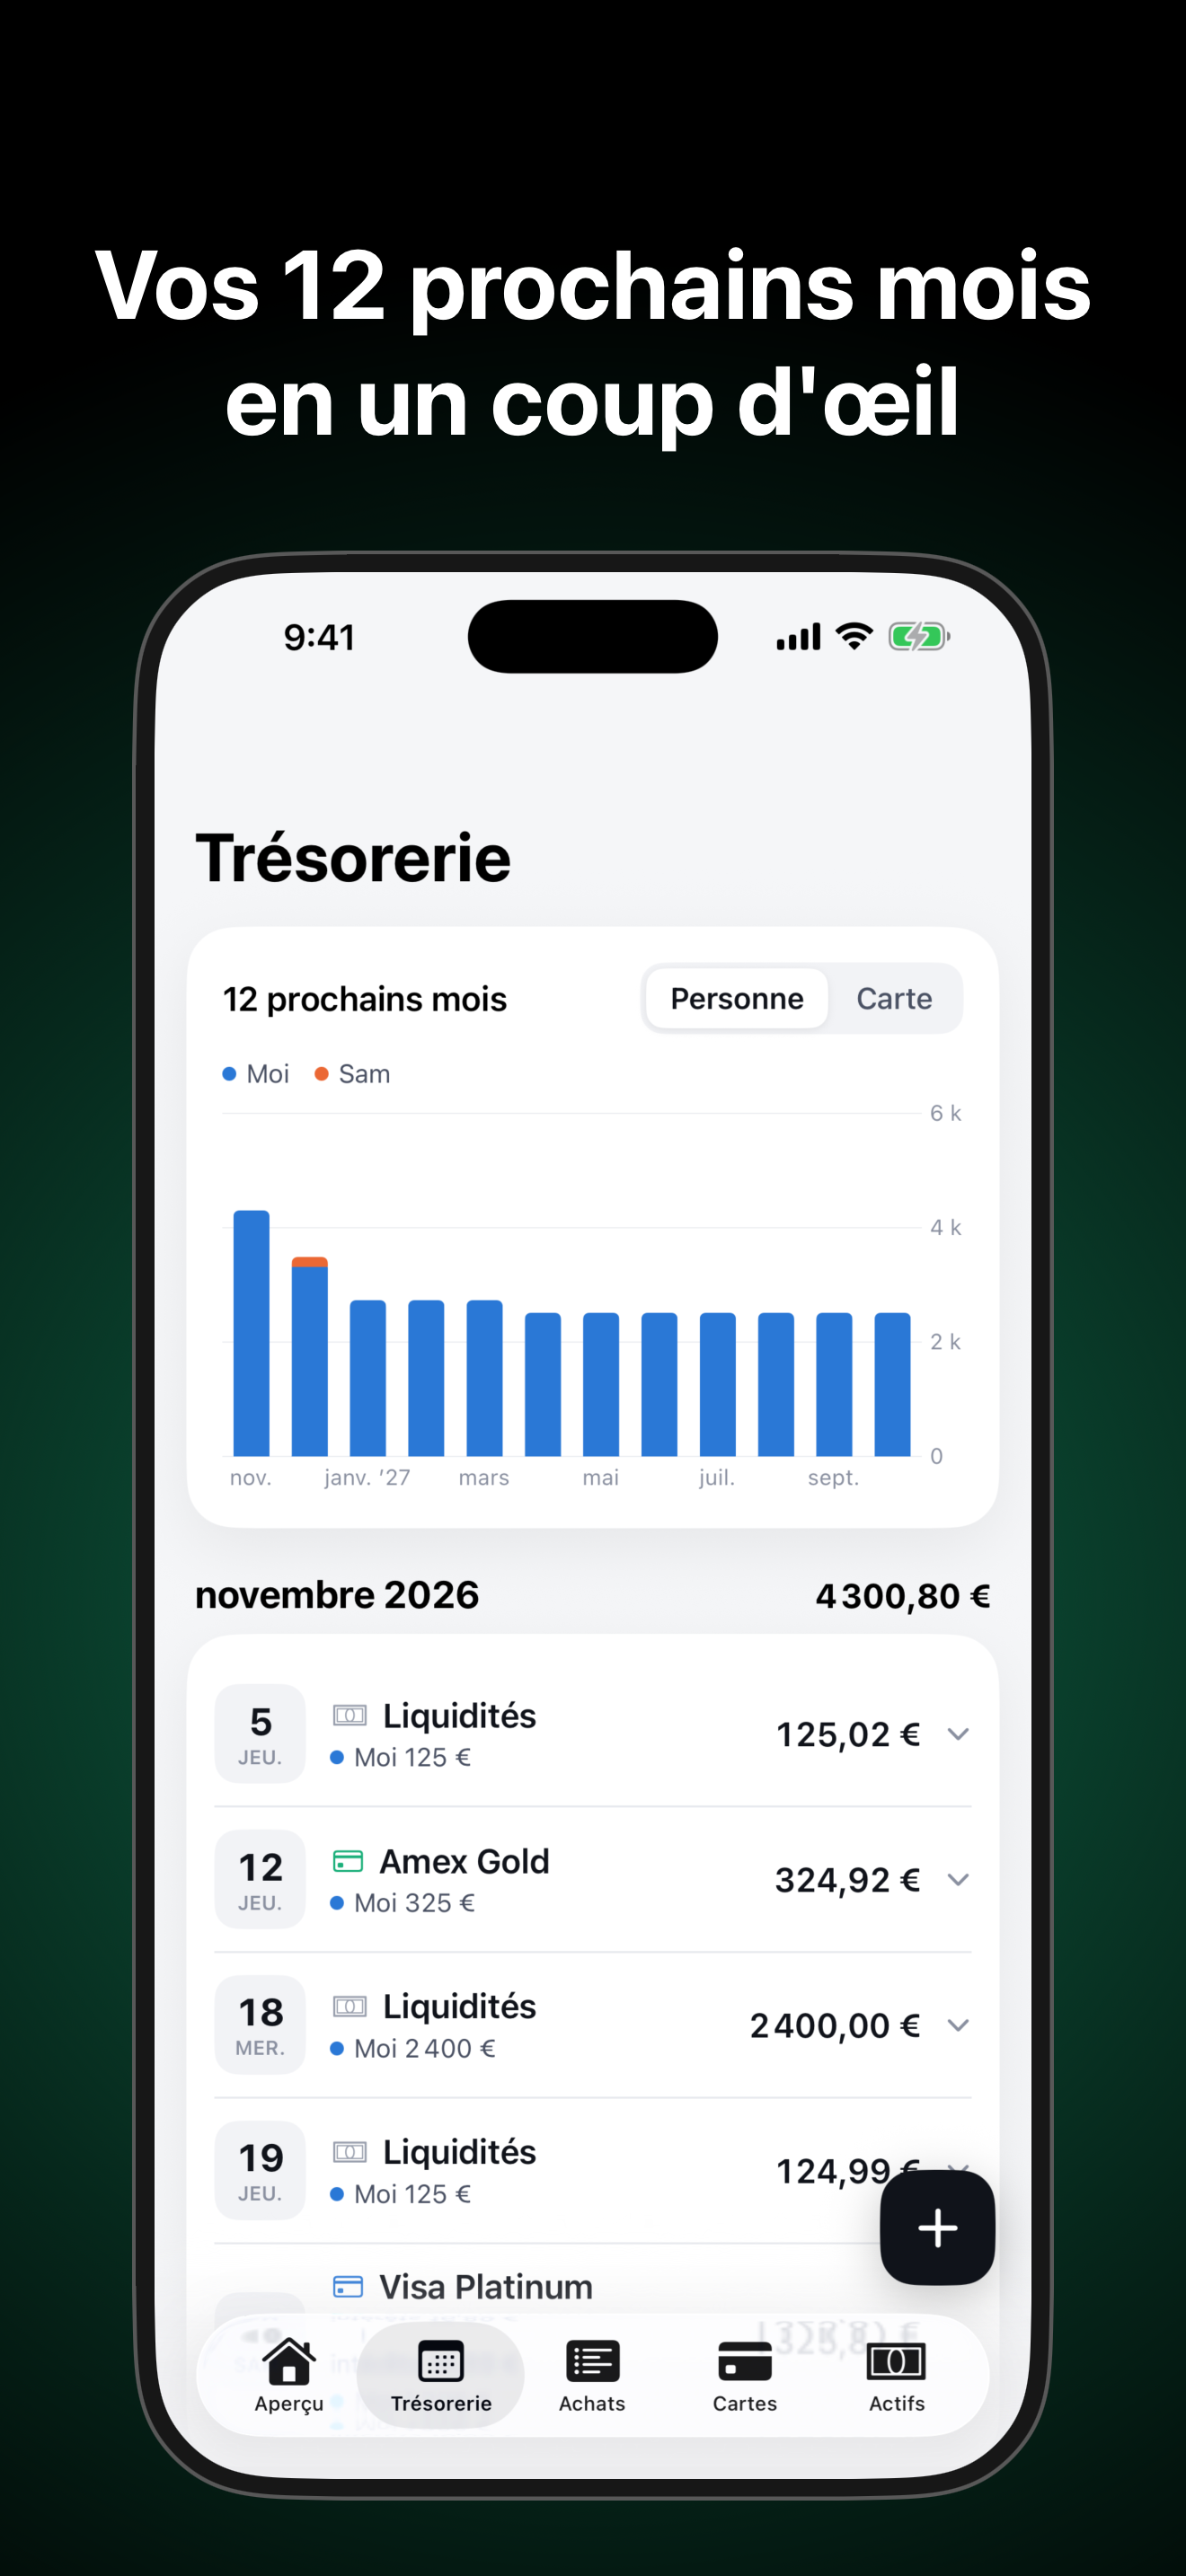 Vos 12 prochains mois
en un coup d'œil
9:41
Trésorerie
12 prochains mois
Personne
Carte
Moi
Sam
6 k
4 k
2 k
0
nov.
janv. ’27
mars
mai
juil.
sept.
novembre 2026
4 300,80 €
5
JEU.
Liquidités
Moi 125 €
125,02 €
12
JEU.
Amex Gold
Moi 325 €
324,92 €
18
MER.
Liquidités
Moi 2 400 €
2 400,00 €
19
JEU.
Liquidités
Moi 125 €
124,99 €
Visa Platinum
Aperçu
Trésorerie
Achats
Cartes
Actifs